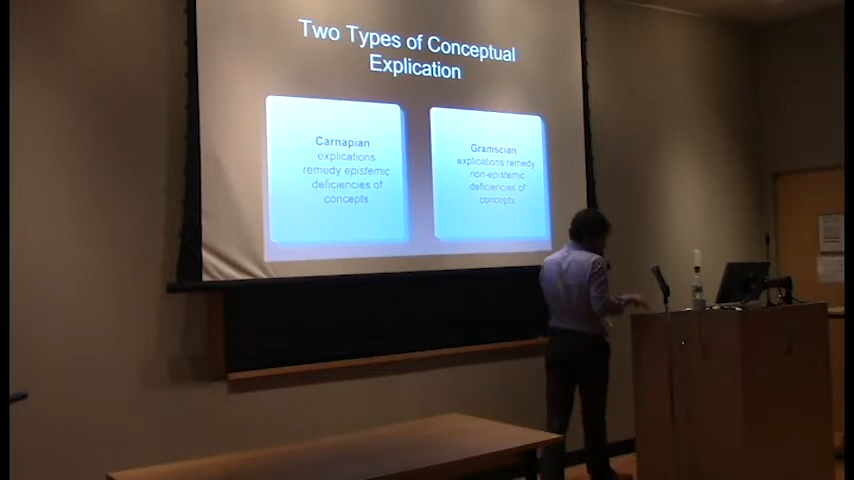 Two Types of Conceptual
Explication
Carnapian
explications
remedy epistemic
deficiencies of
concepts.
Gramscian
explications remedy
non-epistemic
deficiencies of
concepts.